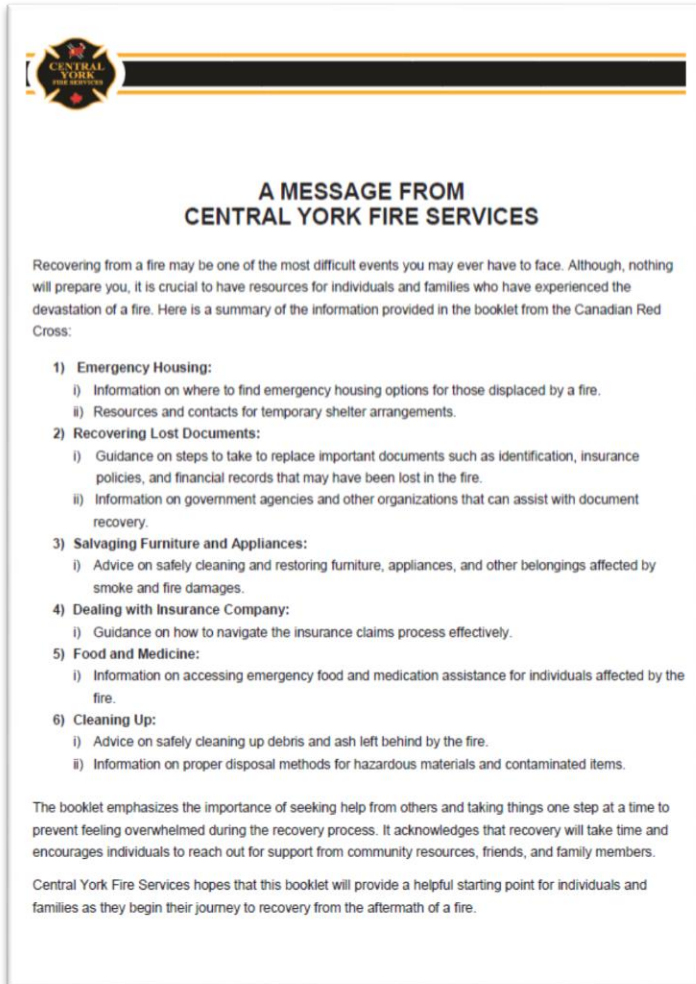 CENTRAL
YORK
FIRE SERVICES
A MESSAGE FROM
CENTRAL YORK FIRE SERVICES
Recovering from a fire may be one of the most difficult events you may ever have to face. Although, nothing
will prepare you, it is crucial to have resources for individuals and families who have experienced the
devastation of a fire. Here is a summary of the information provided in the booklet from the Canadian Red
Cross:
1) Emergency Housing:
i) Information on where to find emergency housing options for those displaced by a fire.
ii) Resources and contacts for temporary shelter arrangements.
2) Recovering Lost Documents:
i) Guidance on steps to take to replace important documents such as identification, insurance
policies, and financial records that may have been lost in the fire.
ii) Information on government agencies and other organizations that can assist with document
recovery.
3) Salvaging Furniture and Appliances:
i) Advice on safely cleaning and restoring furniture, appliances, and other belongings affected by
smoke and fire damages.
4) Dealing with Insurance Company:
i) Guidance on how to navigate the insurance claims process effectively.
5) Food and Medicine:
i) Information on accessing emergency food and medication assistance for individuals affected by the
fire.
6) Cleaning Up:
i) Advice on safely cleaning up debris and ash left behind by the fire.
ii) Information on proper disposal methods for hazardous materials and contaminated items.
The booklet emphasizes the importance of seeking help from others and taking things one step at a time to
prevent feeling overwhelmed during the recovery process. It acknowledges that recovery will take time and
encourages individuals to reach out for support from community resources, friends, and family members.
Central York Fire Services hopes that this booklet will provide a helpful starting point for individuals and
families as they begin their journey to recovery from the aftermath of a fire.